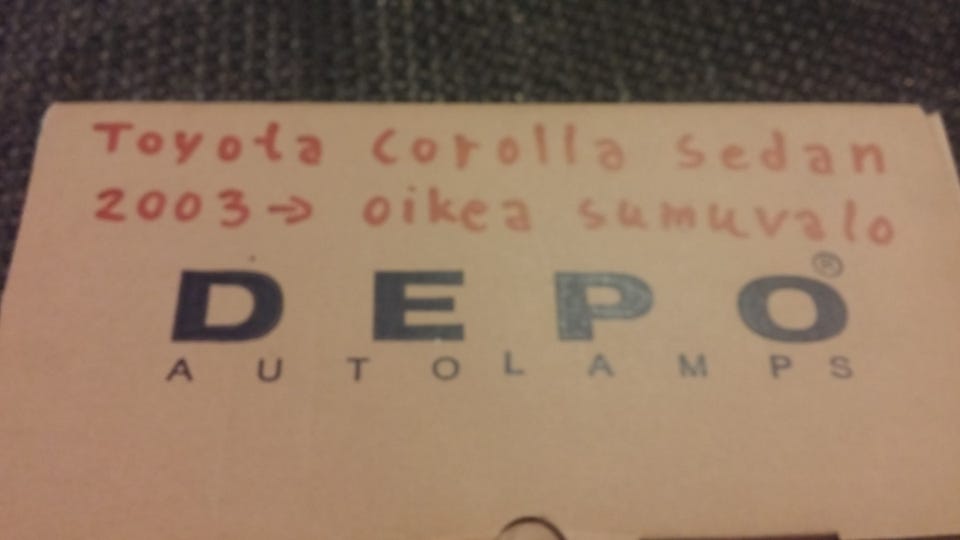 Toyota Corolla Sedan
2003→ oikea sumuvalo
DEPO®
AUTOLAMPS